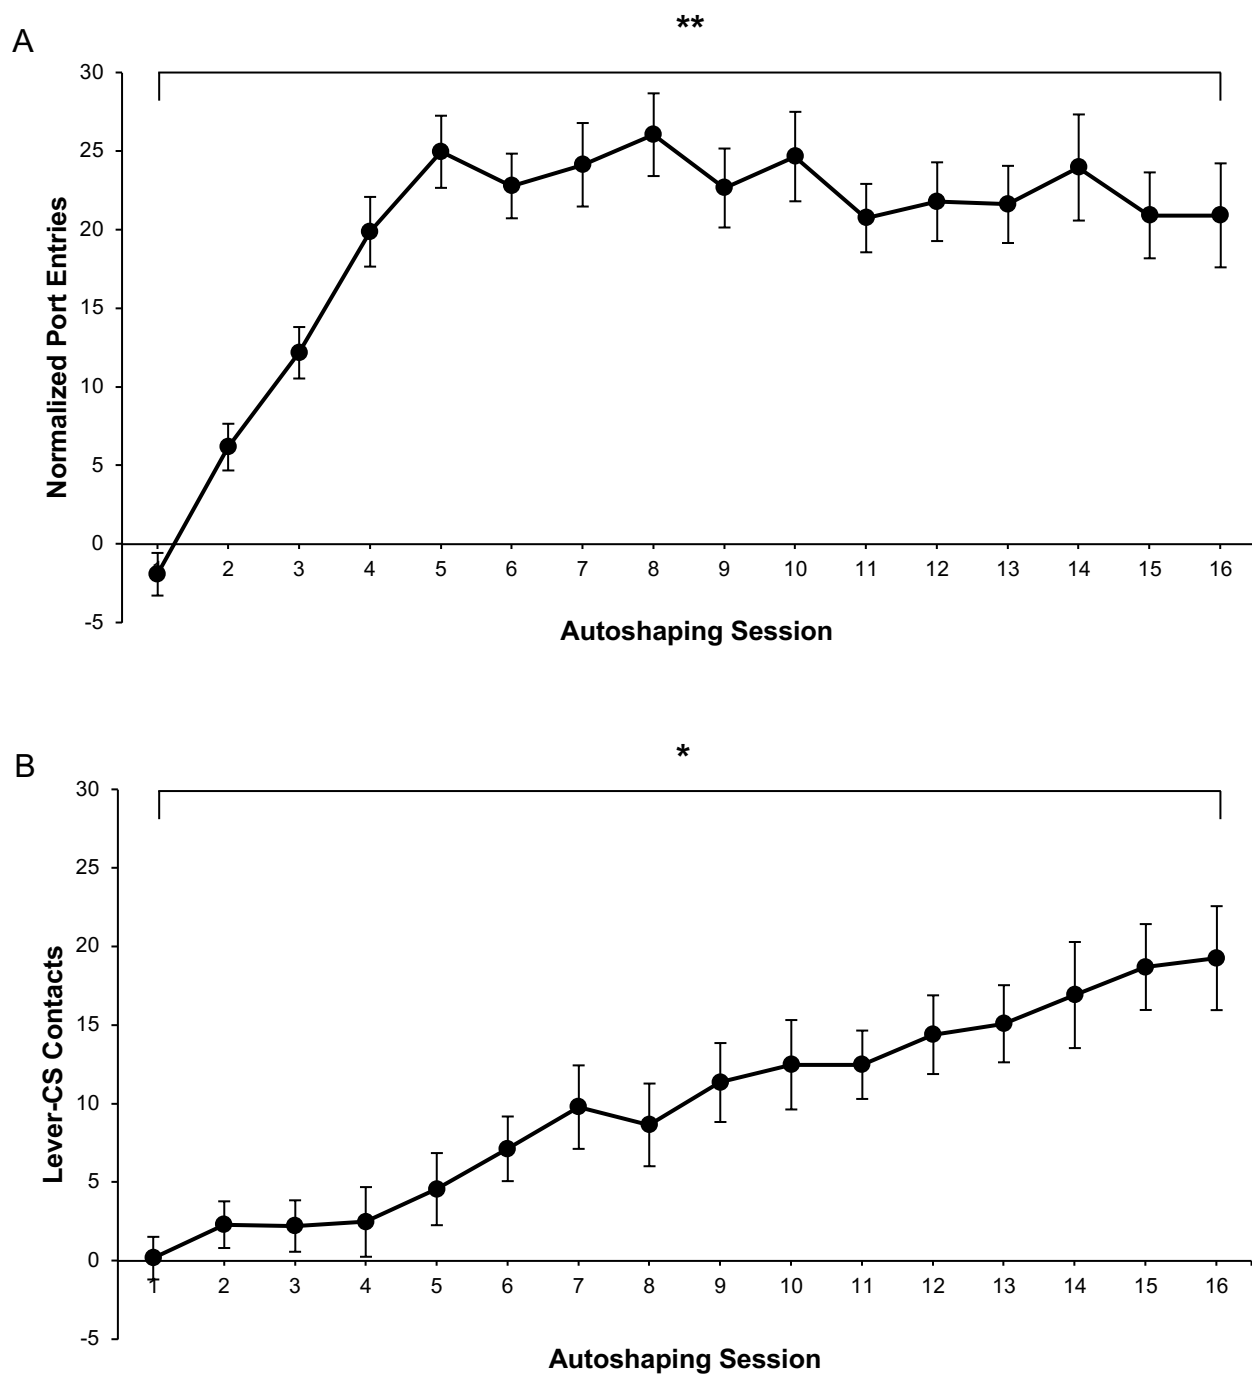 A
**
30
25
20
15
10
5
0
-5
Normalized Port Entries
2 3 4 5 6 7 8 9 10 11 12 13 14 15 16
Autoshaping Session
B
*
30
25
20
15
10
5
0
-5
Lever-CS Contacts
1 2 3 4 5 6 7 8 9 10 11 12 13 14 15 16
Autoshaping Session